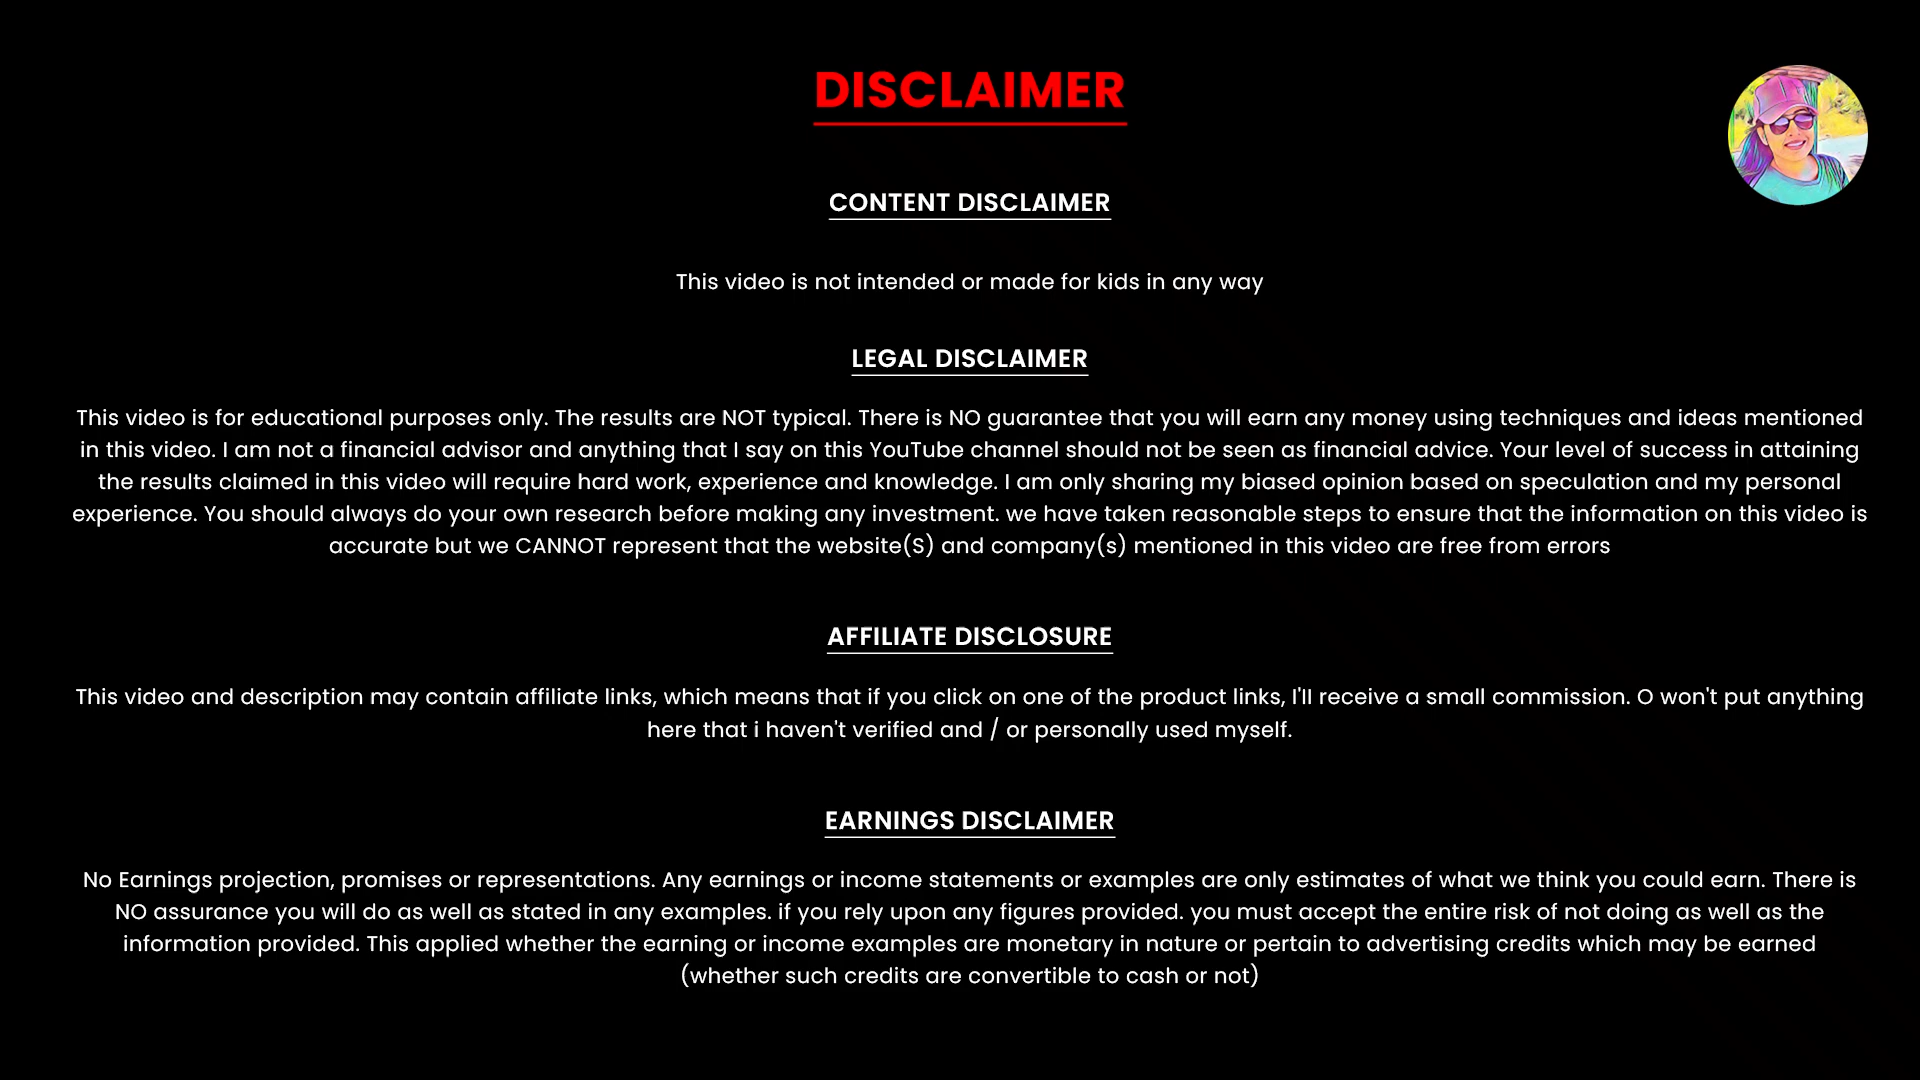 DISCLAIMER
CONTENT DISCLAIMER
This video is not intended or made for kids in any way
LEGAL DISCLAIMER
This video is for educational purposes only. The results are NOT typical. There is NO guarantee that you will earn any money using techniques and ideas mentioned
in this video. I am not a financial advisor and anything that I say on this YouTube channel should not be seen as financial advice. Your level of success in attaining
the results claimed in this video will require hard work, experience and knowledge. I am only sharing my biased opinion based on speculation and my personal
experience. You should always do your own research before making any investment. we have taken reasonable steps to ensure that the information on this video is
accurate but we CANNOT represent that the website(S) and company(s) mentioned in this video are free from errors
AFFILIATE DISCLOSURE
This video and description may contain affiliate links, which means that if you click on one of the product links, I'II receive a small commission. O won't put anything
here that i haven't verified and / or personally used myself.
EARNINGS DISCLAIMER
No Earnings projection, promises or representations. Any earnings or income statements or examples are only estimates of what we think you could earn. There is
NO assurance you will do as well as stated in any examples. if you rely upon any figures provided. you must accept the entire risk of not doing as well as the
information provided. This applied whether the earning or income examples are monetary in nature or pertain to advertising credits which may be earned
(whether such credits are convertible to cash or not)